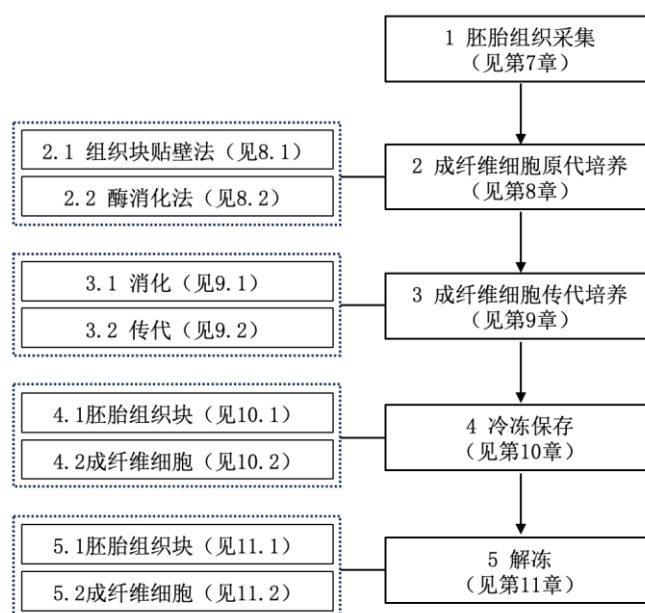 1 胚胎组织采集
（见第7章）
2.1 组织块贴壁法（见8.1）
2.2 酶消化法（见8.2）
2 成纤维细胞原代培养
（见第8章）
3.1 消化（见9.1）
3.2 传代（见9.2）
3 成纤维细胞传代培养
（见第9章）
4.1胚胎组织块（见10.1）
4.2成纤维细胞（见10.2）
4 冷冻保存
（见第10章）
5.1胚胎组织块（见11.1）
5.2成纤维细胞（见11.2）
5 解冻
（见第11章）